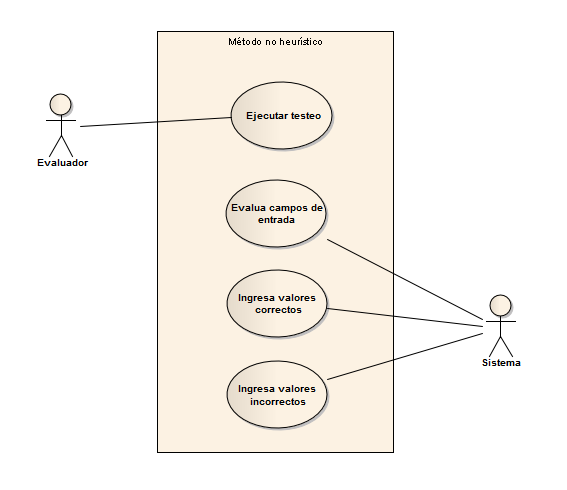 Método no heurístico
Ejecutar testeo
Evaluador
Evalua campos de
entrada
Ingresa valores
correctos
Sistema
Ingresa valores
incorrectos